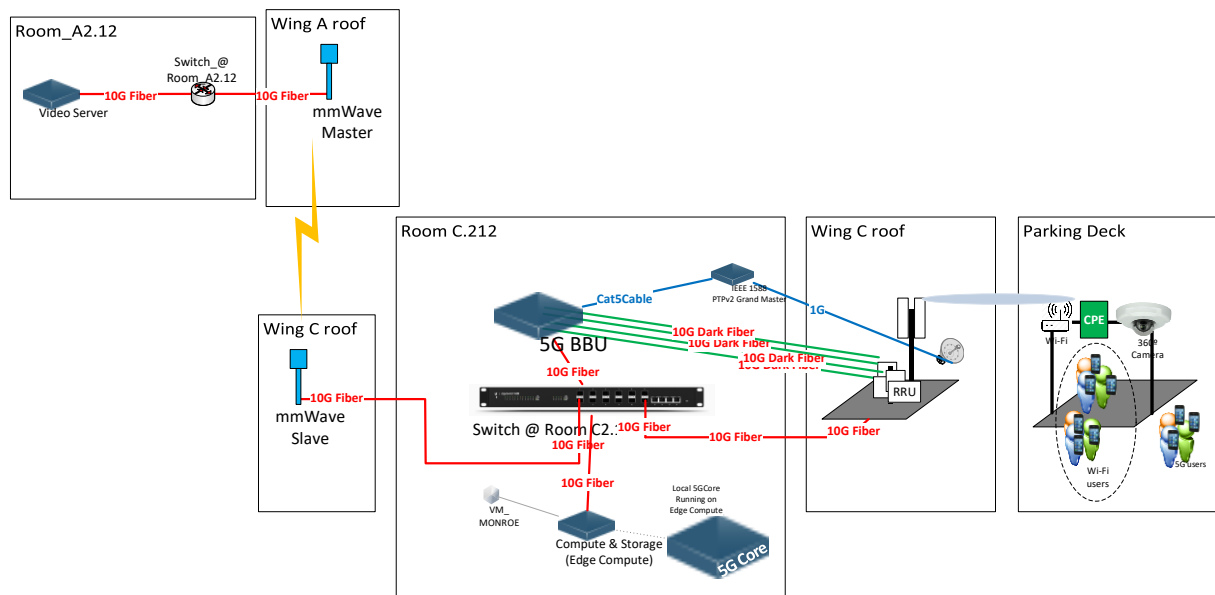 Room_A2.12
Switch_@
Room_A2.12
10G Fiber
10G Fiber
Video Server
Wing A roof
mmWave
Master
Wing C roof
10G Fiber
mmWave
Slave
Room C.212
IEEE 1588
PTPv2 Grand Master
Cat5Cable
1G
5G BBU
10G Dark Fiber
10G Dark Fiber
10G Dark Fiber
10G Dark Fiber
10G Fiber
Switch @ Room C2.
10G Fiber
10G Fiber
10G Fiber
10G Fiber
10G Fiber
VM_
MONROE
Local 5GCore
Running on
Edge Compute
Compute & Storage
(Edge Compute)
5G Core
Wing C roof
RRU
Parking Deck
Wi-Fi
CPE
360º
Camera
Wi-Fi
users
5G users